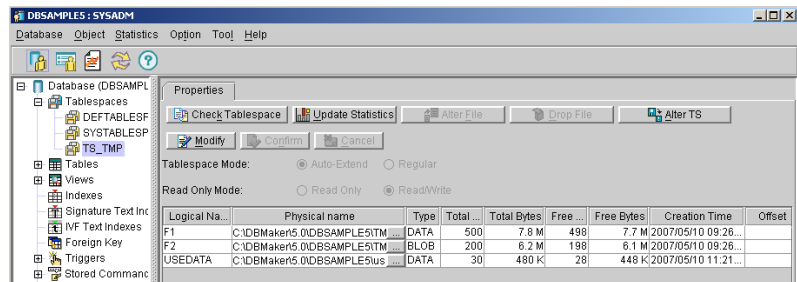 DBSAMPLE5 : SYSADM
Database Object Statistics Option Tool Help
Database (DBSAMPL
Tablespaces
DEFTABLESF
SYSTABLESP
TS_TMP
Tables
Views
Indexes
Signature Text Inc
IVF Text Indexes
Foreign Key
Triggers
Stored Commanc
Properties
Check Tablespace Update Statistics Alter File Drop File Alter TS
Modify Confirm Cancel
Tablespace Mode: Auto-Extend Regular
Read Only Mode: Read Only Read/Write
Logical Na... Physical name Type Total ... Total Bytes Free ... Free Bytes Creation Time Offset
F1 C:\DBMaker\5.0\DBSAMPLE5\TM ... DATA 500 7.8 M 498 7.7 M 2007/05/10 09:26...
F2 C:\DBMaker\5.0\DBSAMPLE5\TM ... BLOB 200 6.2 M 198 6.1 M 2007/05/10 09:26...
USEDATA C:\DBMaker\5.0\DBSAMPLE5\us ... DATA 30 480 K 28 448 K 2007/05/10 11:21...